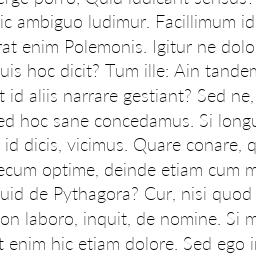 erge porro, Quid iudicant sensus?
ic ambiguo ludimur. Facillimum id
rat enim Polemonis. Igitur ne dolo
uis hoc dicit? Tum ille: Ain tandem
t id aliis narrare gestiant? Sed ne,
ed hoc sane concedamus. Si longu
id dicis, vicimus. Quare conare, q
ecum optime, deinde etiam cum m
uid de Pythagora? Cur, nisi quod
on laboro, inquit, de nomine. Si m
t enim hic etiam dolore. Sed ego i